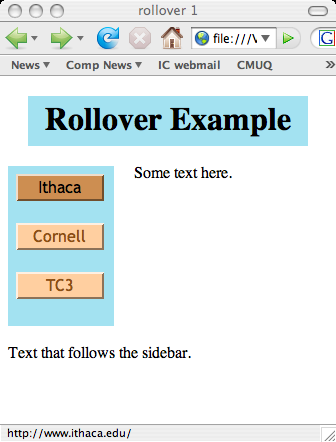 rollover 1
file:///V
G
News Comp News IC webmail CMUQ »
Rollover Example
Ithaca
Some text here.
Cornell
TC3
Text that follows the sidebar.
http://www.ithaca.edu/